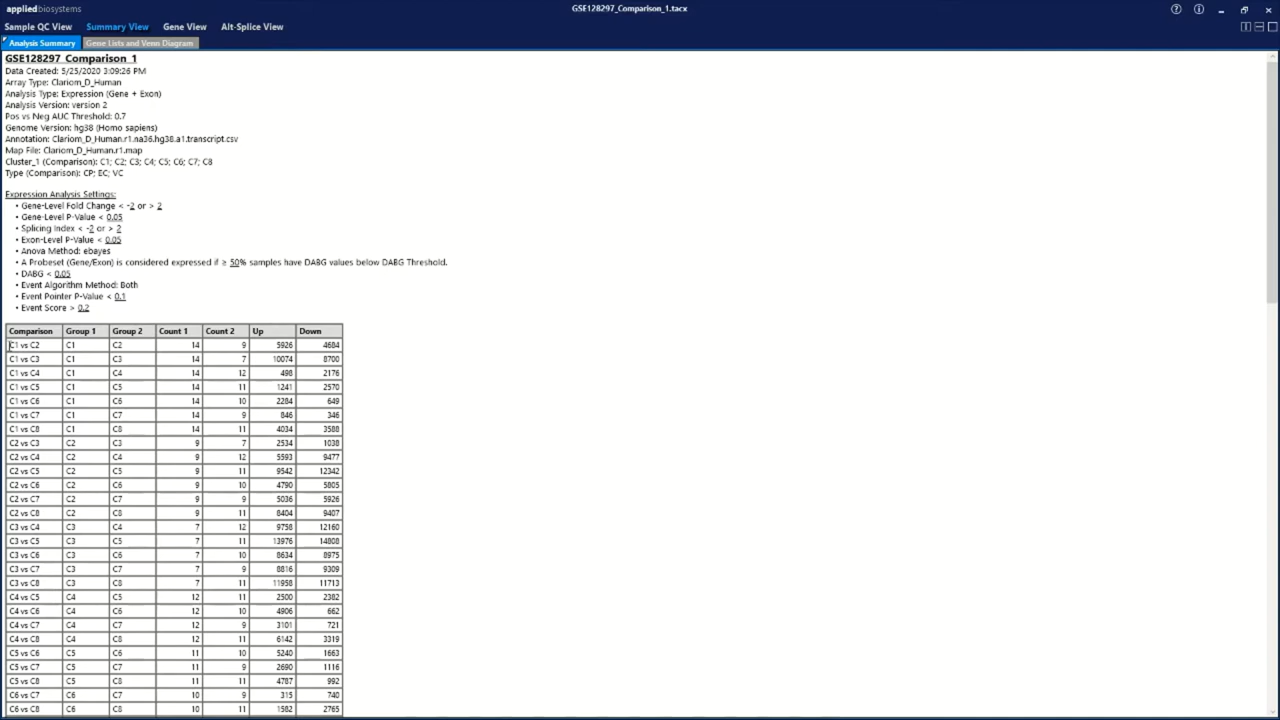 appliedbiosystems
GSE128297_Comparison_1.tacx
Sample QC View Summary View Gene View Alt-Splice View
Analysis Summary Gene Lists and Venn Diagram
GSE128297_Comparison_1
Data Created: 5/25/2020 3:09:26 PM
Array Type: Clariom_D_Human
Analysis Type: Expression (Gene + Exon)
Analysis Version: version 2
Pos vs Neg AUC Threshold: 0.7
Genome Version: hg38 (Homo sapiens)
Annotation: Clariom_D_Human.r1.na36.hg38.a1.transcript.csv
Map File: Clariom_D_Human.r1.map
Cluster_1 (Comparison): C1; C2; C3; C4; C5; C6; C7; C8
Type (Comparison): CP; EC; VC
Expression Analysis Settings:
• Gene-Level Fold Change < -2 or > 2
• Gene-Level P-Value < 0.05
• Splicing Index < -2 or > 2
• Exon-Level P-Value < 0.05
• Anova Method: ebayes
• A Probeset (Gene/Exon) is considered expressed if ≥ 50% samples have DABG values below DABG Threshold.
• DABG < 0.05
• Event Algorithm Method: Both
• Event Pointer P-Value < 0.1
• Event Score > 0.2
Comparison Group 1 Group 2 Count 1 Count 2 Up Down
C1 vs C2 C1 C2 14 9 5926 4684
C1 vs C3 C1 C3 14 7 10074 8700
C1 vs C4 C1 C4 14 12 498 2176
C1 vs C5 C1 C5 14 11 1241 2570
C1 vs C6 C1 C6 14 10 2284 649
C1 vs C7 C1 C7 14 9 846 346
C1 vs C8 C1 C8 14 11 4034 3588
C2 vs C3 C2 C3 9 7 2534 1038
C2 vs C4 C2 C4 9 12 5593 9477
C2 vs C5 C2 C5 9 11 9542 12342
C2 vs C6 C2 C6 9 10 4790 5805
C2 vs C7 C2 C7 9 9 5036 5926
C2 vs C8 C2 C8 9 11 8404 9407
C3 vs C4 C3 C4 7 12 9758 12160
C3 vs C5 C3 C5 7 11 13976 14808
C3 vs C6 C3 C6 7 10 8634 8975
C3 vs C7 C3 C7 7 9 8816 9309
C3 vs C8 C3 C8 7 11 11958 11713
C4 vs C5 C4 C5 12 11 2500 2382
C4 vs C6 C4 C6 12 10 4906 662
C4 vs C7 C4 C7 12 9 3101 721
C4 vs C8 C4 C8 12 11 6142 3319
C5 vs C6 C5 C6 11 10 5240 1663
C5 vs C7 C5 C7 11 9 2690 1116
C5 vs C8 C5 C8 11 11 4787 992
C6 vs C7 C6 C7 10 9 315 740
C6 vs C8 C6 C8 10 11 1582 2765